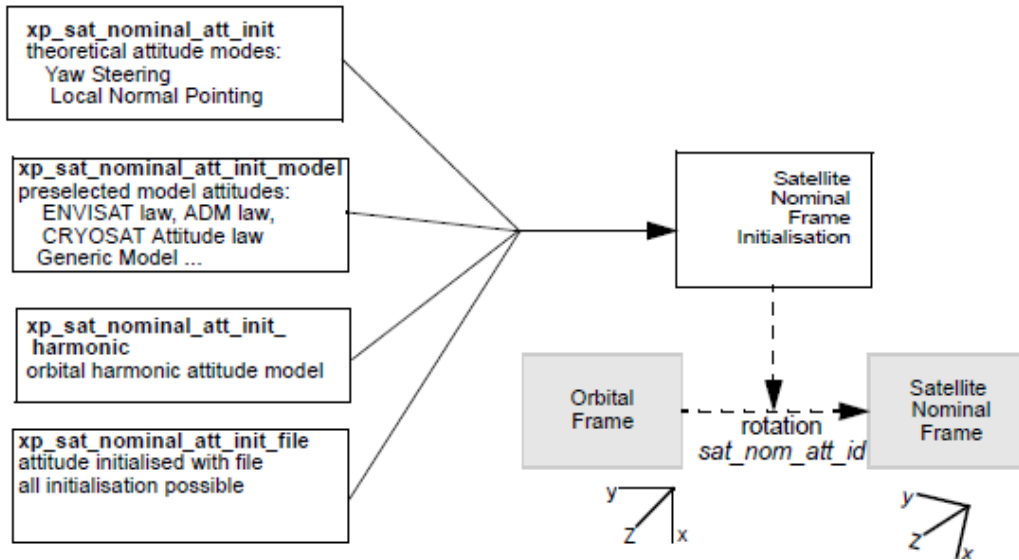 xp_sat_nominal_att_init
theoretical attitude modes:
Yaw Steering
Local Normal Pointing
xp_sat_nominal_att_init_model
preselected model attitudes:
ENVISAT law, ADM law,
CRYOSAT Attitude law
Generic Model ...
xp_sat_nominal_att_init_
harmonic
orbital harmonic attitude model
xp_sat_nominal_att_init_file
attitude initialised with file
all initialisation possible
Satellite
Nominal
Frame
Initialisation
Orbital
Frame
rotation
sat_nom_att_id
Satellite
Nominal
Frame
y
Z
x
y
z
x